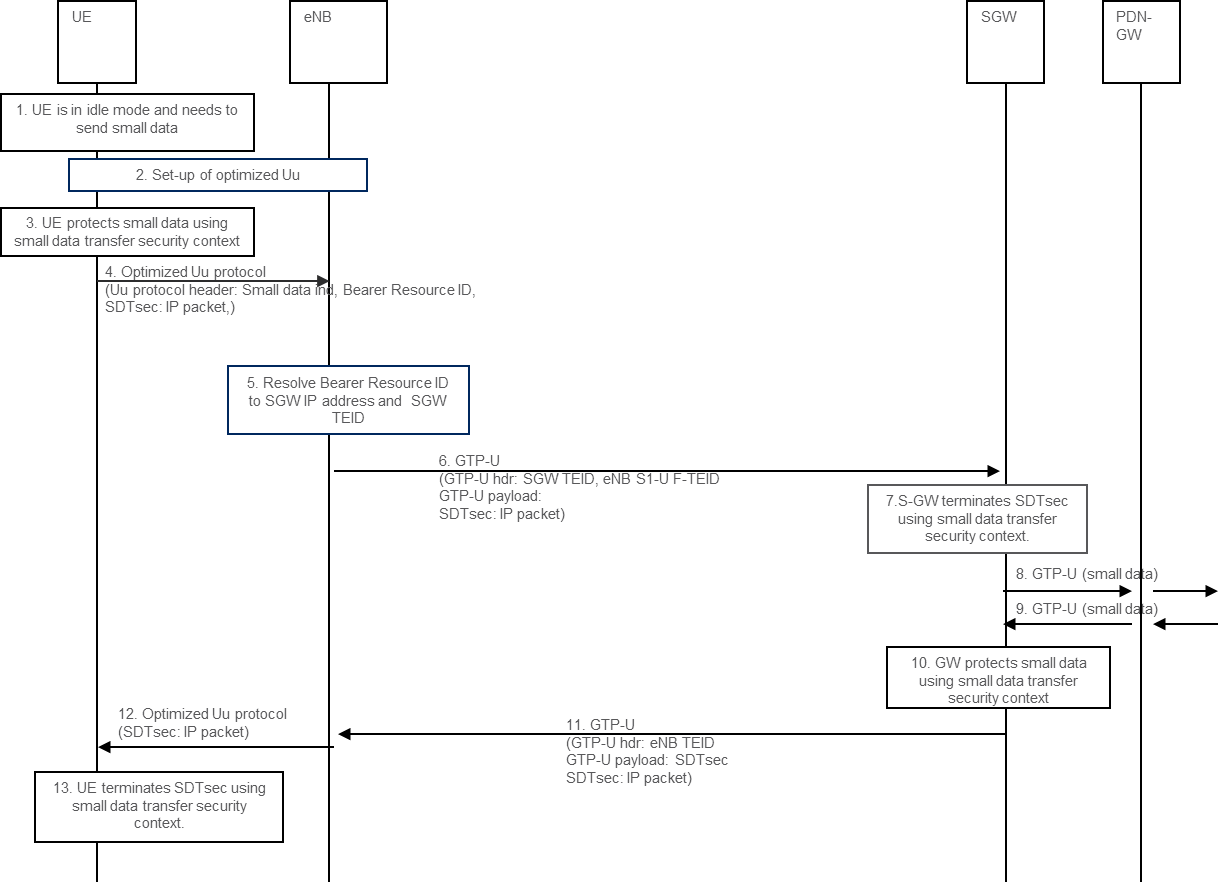 UE
eNB
SGW
PDN-
GW
1. UE is in idle mode and needs to
send small data
2. Set-up of optimized Uu
3. UE protects small data using
small data transfer security context
4. Optimized Uu protocol
(Uu protocol header: Small data ind, Bearer Resource ID,
SDTsec: IP packet,)
5. Resolve Bearer Resource ID
to SGW IP address and SGW
TEID
6. GTP-U
(GTP-U hdr: SGW TEID, eNB S1-U F-TEID
GTP-U payload:
SDTsec: IP packet)
7.S-GW terminates SDTsec
using small data transfer
security context.
8. GTP-U (small data)
9. GTP-U (small data)
10. GW protects small data
using small data transfer
security context
11. GTP-U
(GTP-U hdr: eNB TEID
GTP-U payload: SDTsec
SDTsec: IP packet)
12. Optimized Uu protocol
(SDTsec: IP packet)
13. UE terminates SDTsec using
small data transfer security
context.